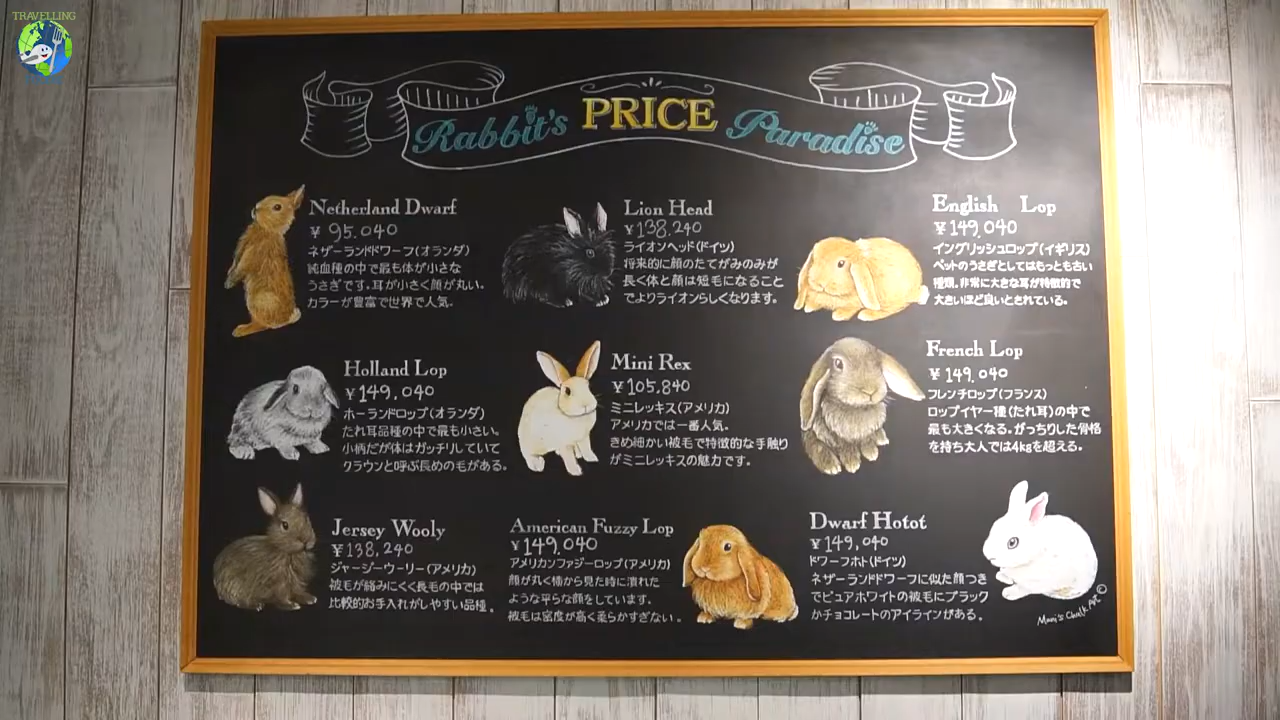 TRAVELLING
Rabbit's PRICE Paradise
Netherland Dwarf
¥ 95.040
ネザーランドドワーフ(オランダ)
純血種の中で最も体が小さな
うさぎです。耳が小さく顔が丸い。
カラーが豊富で世界で人気。
Lion Head
¥138,240
ライオンヘッド(ドイツ)
将来的に顔のたてがみのみが
長く体と顔は短毛になること
でよりライオンらしくなります。
English Lop
¥149,040
イングリッシュロップ(イギリス)
ペットのうさぎとしてはもっとも古い
種類。非常に大きな耳が特徴的で
大きいほど良いとされている。
Holland Lop
¥149,040
ホーランドロップ(オランダ)
たれ耳品種の中で最も小さい。
小柄だが体はガッチリしていて
クラウンと呼ぶ長めの毛がある。
Mini Rex
¥105,840
ミニレッキス(アメリカ)
アメリカでは一番人気。
きめ細かい被毛で特徴的な手触り
がミニレッキスの魅力です。
French Lop
¥149,040
フレンチロップ(フランス)
ロップイヤー種(たれ耳)の中で
最も大きくなる。がっちりした骨格
を持ち大人では4kgを超える。
Jersey Wooly
¥138,240
ジャージーウーリー(アメリカ)
被毛が絡みにくく長毛の中では
比較的お手入れがしやすい品種。
American Fuzzy Lop
¥149,040
アメリカンファジーロップ(アメリカ)
顔が丸く横から見た時に潰れた
ような平らな顔をしています。
被毛は密度が高く柔らかすぎない。
Dwarf Hotot
¥149,040
ドワーフホト(ドイツ)
ネザーランドドワーフに似た顔つき
でピュアホワイトの被毛にブラック
かチョコレートのアイラインがある。
Mami's Chalk Art ©